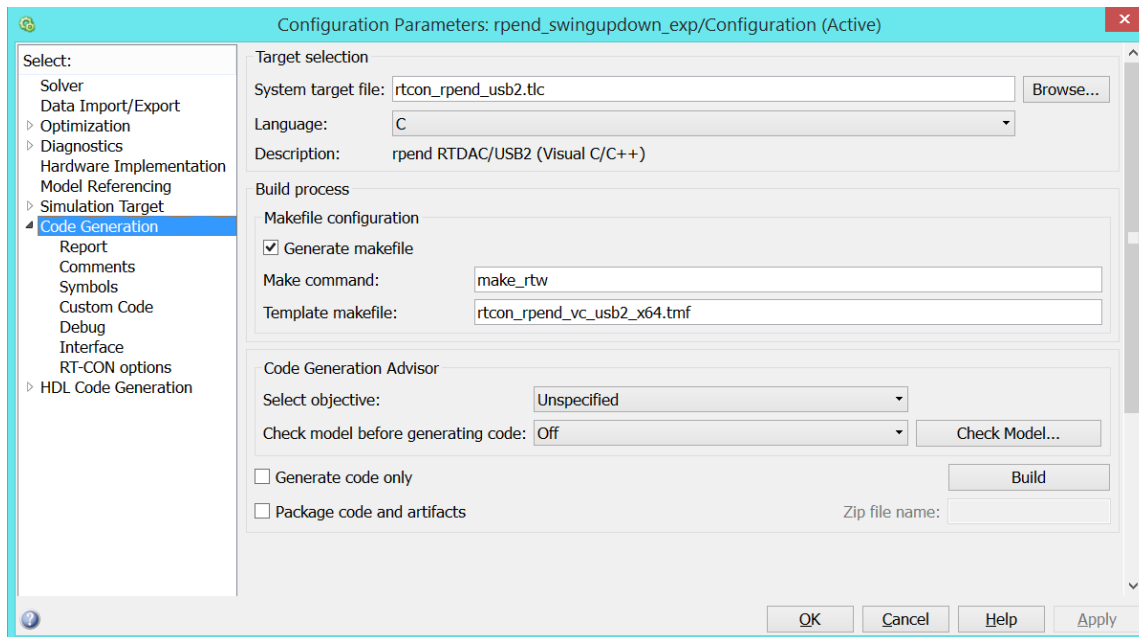 Configuration Parameters: rpend_swingupdown_exp/Configuration (Active)
Select:
Solver
Data Import/Export
Optimization
Diagnostics
Hardware Implementation
Model Referencing
Simulation Target
Code Generation
Report
Comments
Symbols
Custom Code
Debug
Interface
RT-CON options
HDL Code Generation
Target selection
System target file: rtcon_rpend_usb2.tlc Browse...
Language: C
Description: rpend RTDAC/USB2 (Visual C/C++)
Build process
Makefile configuration
Generate makefile
Make command: make_rtw
Template makefile: rtcon_rpend_vc_usb2_x64.tmf
Code Generation Advisor
Select objective: Unspecified
Check model before generating code: Off Check Model...
Generate code only Build
Package code and artifacts Zip file name:
OK Cancel Help Apply